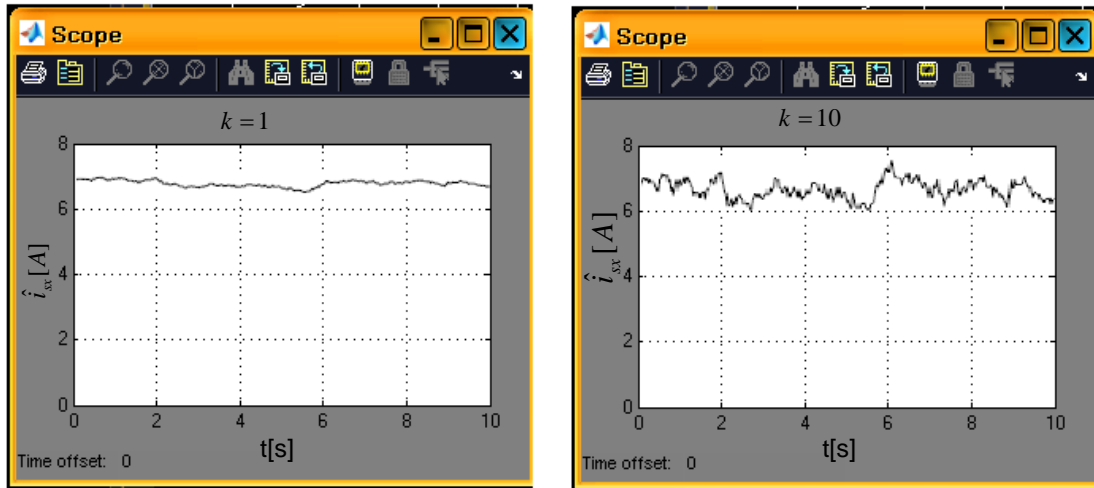 Scope
k = 1
8
6
4
2
0
î_sx [A]
0 2 4 6 8 10
t[s]
Time offset: 0
Scope
k = 10
8
6
4
2
0
î_sx [A]
0 2 4 6 8 10
t[s]
Time offset: 0